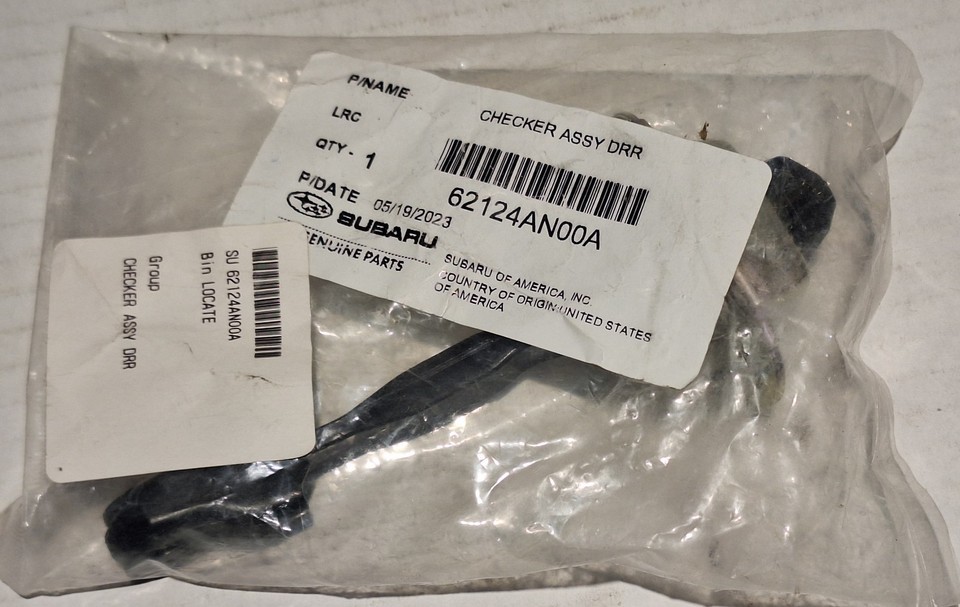 P/NAME
CHECKER ASSY DRR
LRC
QTY - 1
62124AN00A
P/DATE 05/19/2023
SUBARU
GENUINE PARTS
SUBARU OF AMERICA, INC.
COUNTRY OF ORIGIN:UNITED STATES
OF AMERICA
SU 62124AN00A
Bin LOCATE
Group
CHECKER ASSY DRR